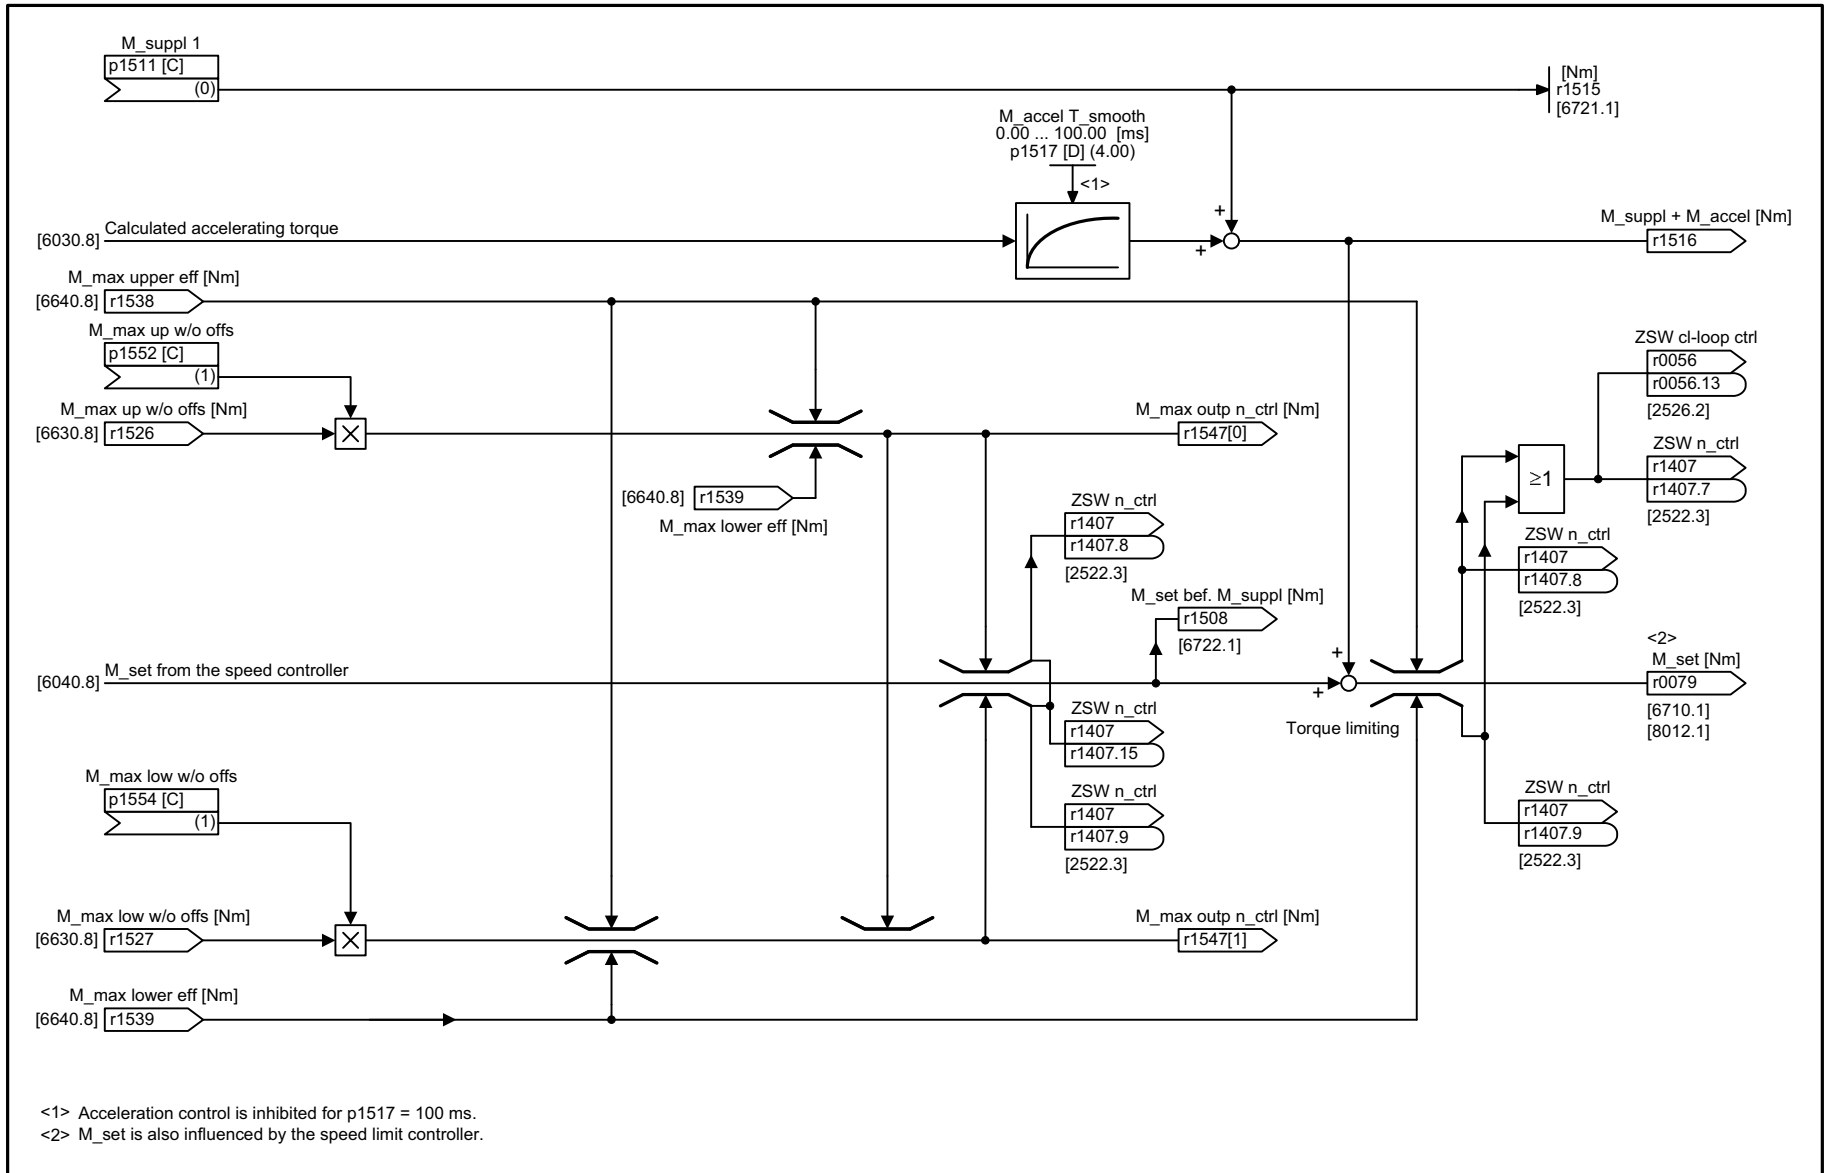 M_suppl 1
p1511 [C]
(0)
[Nm]
r1515
[6721.1]
M_accel T_smooth
0.00 ... 100.00 [ms]
p1517 [D] (4.00)
<1>
[6030.8]
Calculated accelerating torque
+
+
M_suppl + M_accel [Nm]
r1516
M_max upper eff [Nm]
[6640.8]
r1538
M_max up w/o offs
p1552 [C]
(1)
M_max up w/o offs [Nm]
[6630.8]
r1526
M_max outp n_ctrl [Nm]
r1547[0]
[6640.8]
r1539
M_max lower eff [Nm]
ZSW cl-loop ctrl
r0056
r0056.13
[2526.2]
ZSW n_ctrl
r1407
r1407.7
[2522.3]
≥1
ZSW n_ctrl
r1407
r1407.8
[2522.3]
ZSW n_ctrl
r1407
r1407.8
[2522.3]
M_set bef. M_suppl [Nm]
r1508
[6722.1]
[6040.8]
M_set from the speed controller
+
+
Torque limiting
<2>
M_set [Nm]
r0079
[6710.1]
[8012.1]
ZSW n_ctrl
r1407
r1407.15
ZSW n_ctrl
r1407
r1407.9
[2522.3]
ZSW n_ctrl
r1407
r1407.9
[2522.3]
M_max low w/o offs
p1554 [C]
(1)
M_max low w/o offs [Nm]
[6630.8]
r1527
M_max outp n_ctrl [Nm]
r1547[1]
M_max lower eff [Nm]
[6640.8]
r1539
<1> Acceleration control is inhibited for p1517 = 100 ms.
<2> M_set is also influenced by the speed limit controller.